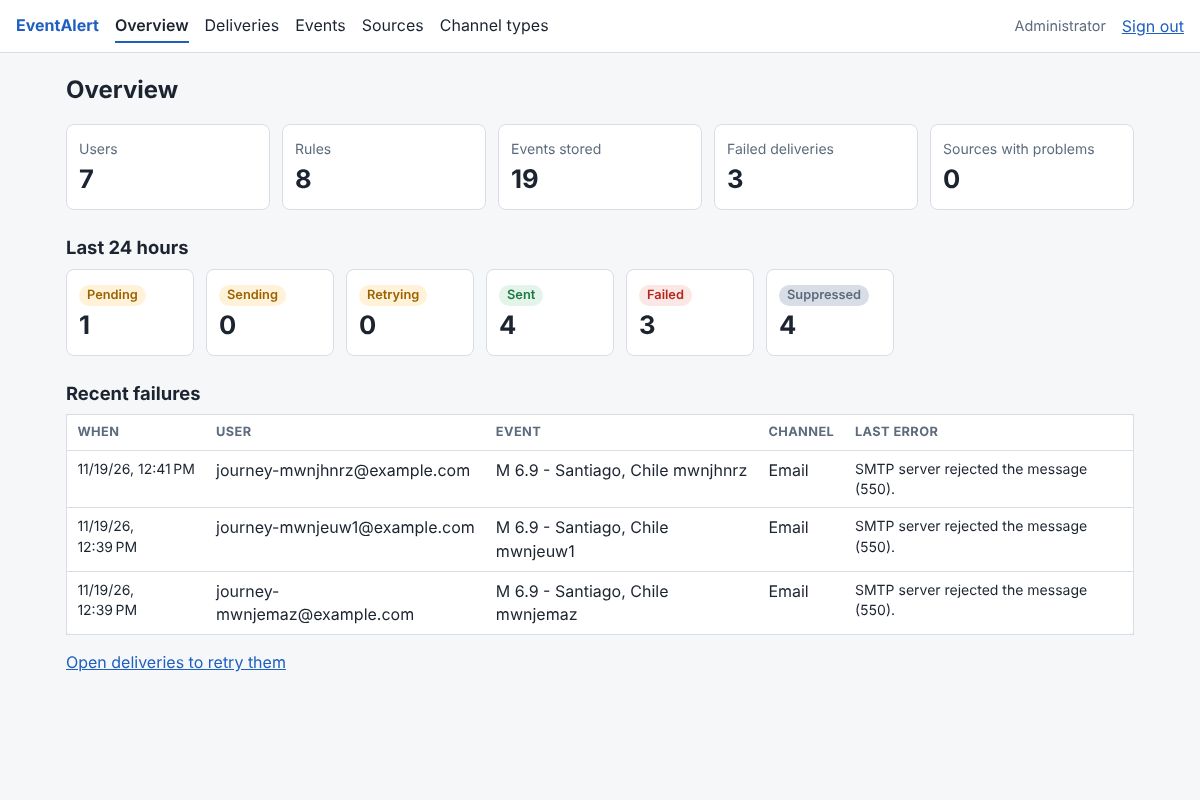 EventAlert Overview Deliveries Events Sources Channel types Administrator Sign out
Overview
Users Rules Events stored Failed deliveries Sources with problems
7 8 19 3 0
Last 24 hours
Pending Sending Retrying Sent Failed Suppressed
1 0 0 4 3 4
Recent failures
WHEN USER EVENT CHANNEL LAST ERROR
11/19/26, 12:41 PM journey-mwnjhnrz@example.com M 6.9 - Santiago, Chile mwnjhnrz Email SMTP server rejected the message
(550).
11/19/26, journey-mwnjeuw1@example.com M 6.9 - Santiago, Chile Email SMTP server rejected the message
12:39 PM mwnjeuw1 (550).
11/19/26, journey- M 6.9 - Santiago, Chile Email SMTP server rejected the message
12:39 PM mwnjemaz@example.com mwnjemaz (550).
Open deliveries to retry them